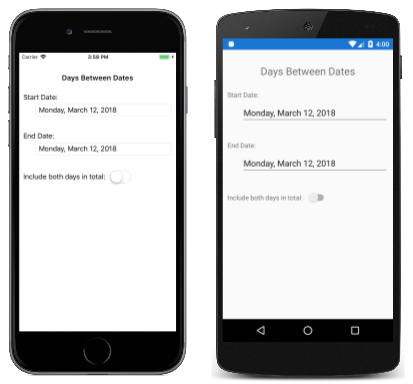 Carrier 3:58 PM
Days Between Dates
Start Date:
Monday, March 12, 2018
End Date:
Monday, March 12, 2018
Include both days in total:
4:00
Days Between Dates
Start Date:
Monday, March 12, 2018
End Date:
Monday, March 12, 2018
Include both days in total: